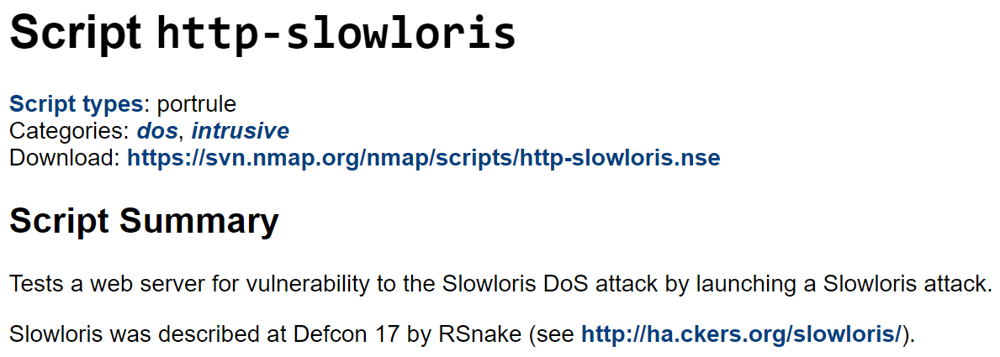 Script http-slowloris
Script types: portrule
Categories: dos, intrusive
Download: https://svn.nmap.org/nmap/scripts/http-slowloris.nse
Script Summary
Tests a web server for vulnerability to the Slowloris DoS attack by launching a Slowloris attack.
Slowloris was described at Defcon 17 by RSnake (see http://ha.ckers.org/slowloris/).